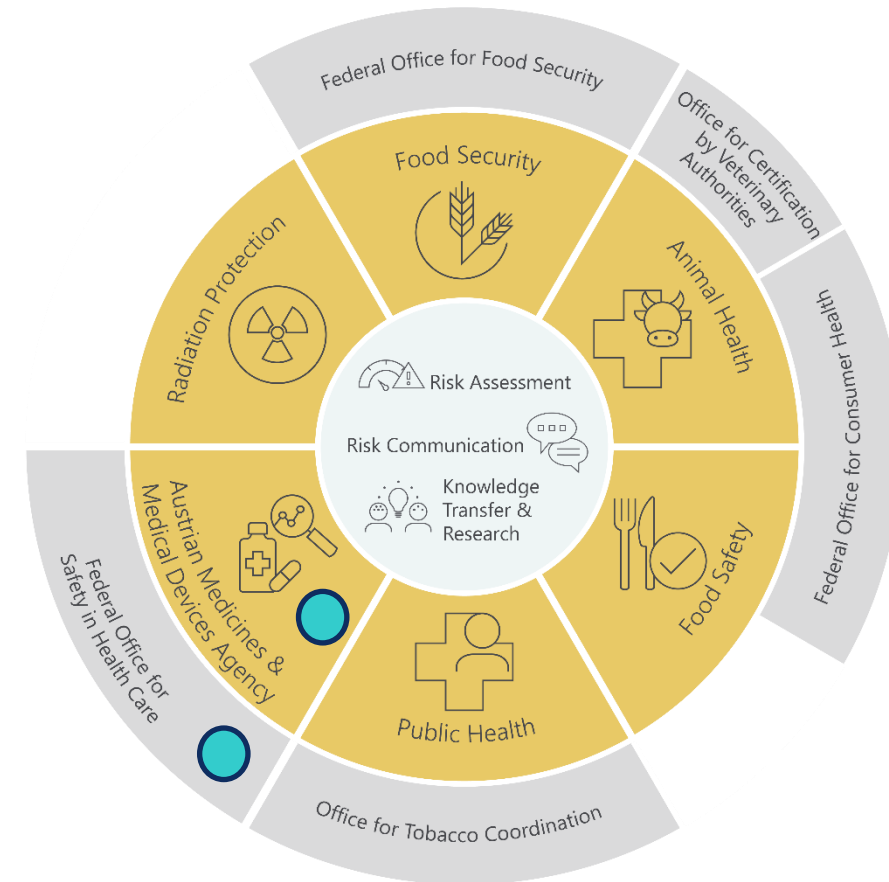 Federal Office for Food Security
Office for Certification
by Veterinary
Authorities
Federal Office for Consumer Health
Food Security
Animal Health
Food Safety
Public Health
Austrian Medicines &
Medical Devices Agency
Radiation Protection
Risk Assessment
Risk Communication
Knowledge
Transfer &
Research
Federal Office for
Safety in Health Care
Office for Tobacco Coordination